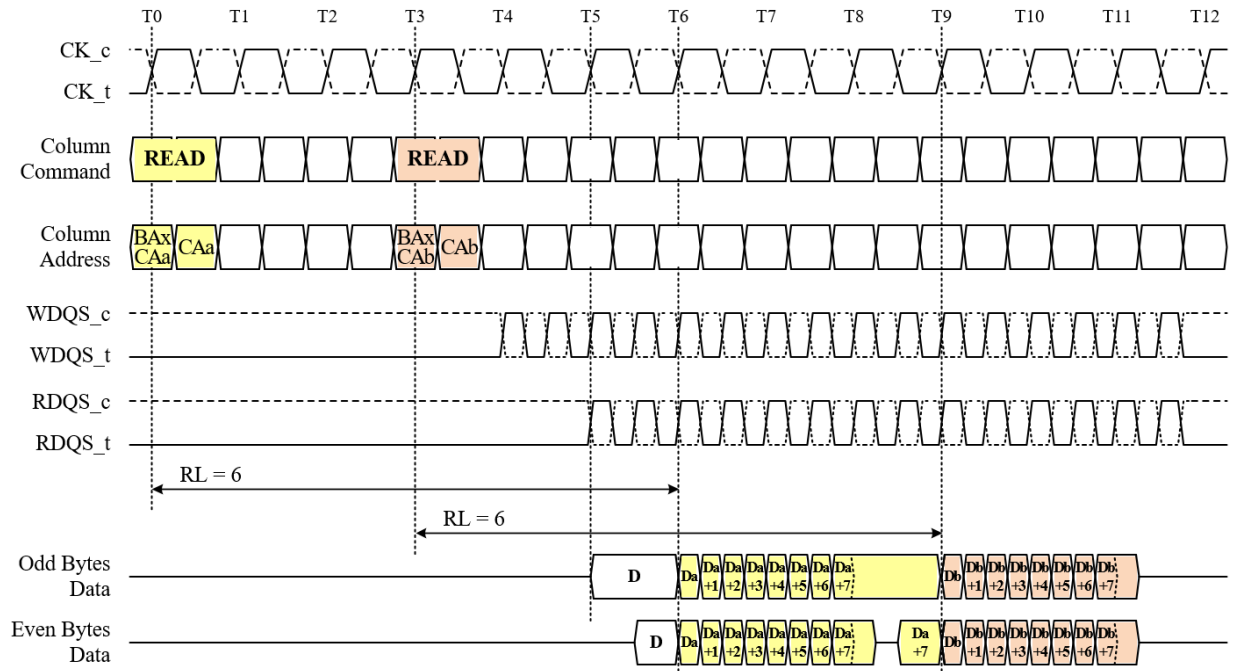 T0 T1 T2 T3 T4 T5 T6 T7 T8 T9 T10 T11 T12
CK_c
CK_t
Column
Command
READ READ
Column
Address
BAx
CAa
CAa
BAx
CAb
CAb
WDQS_c
WDQS_t
RDQS_c
RDQS_t
RL = 6
RL = 6
Odd Bytes
Data
D
Da
Da
+1
Da
+2
Da
+3
Da
+4
Da
+5
Da
+6
Da
+7
Db
Db
+1
Db
+2
Db
+3
Db
+4
Db
+5
Db
+6
Db
+7
Even Bytes
Data
D
Da
Da
+1
Da
+2
Da
+3
Da
+4
Da
+5
Da
+6
Da
+7
Da
+7
Db
Db
+1
Db
+2
Db
+3
Db
+4
Db
+5
Db
+6
Db
+7